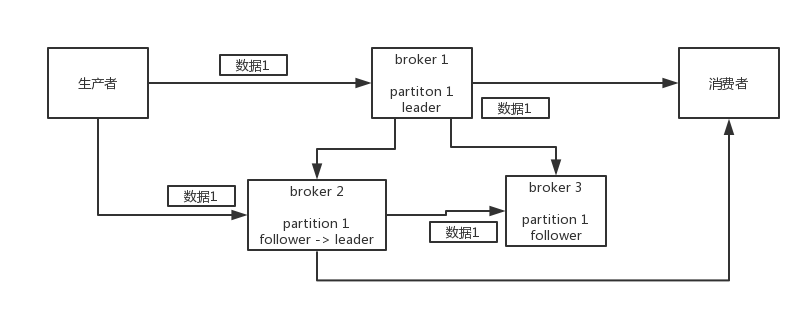 生产者
数据1
broker 1
partiton 1
leader
数据1
消费者
数据1
broker 2
partition 1
follower -> leader
数据1
broker 3
partition 1
follower